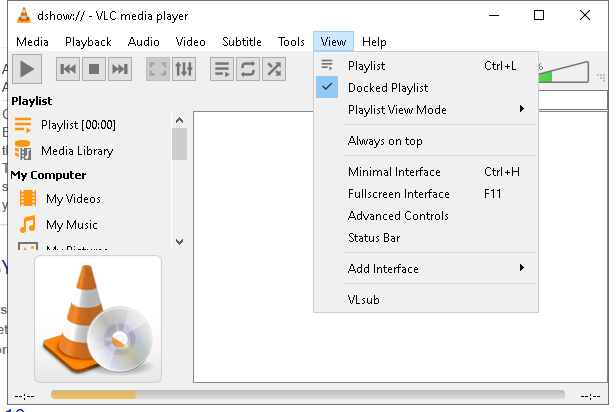 dshow:// - VLC media player
Media Playback Audio Video Subtitle Tools View Help
Playlist Ctrl+L
Docked Playlist
Playlist View Mode
Always on top
Minimal Interface Ctrl+H
Fullscreen Interface F11
Advanced Controls
Status Bar
Add Interface
VLsub
%
Playlist
Playlist [00:00]
Media Library
My Computer
My Videos
My Music
My Pictures
--:-- --:--